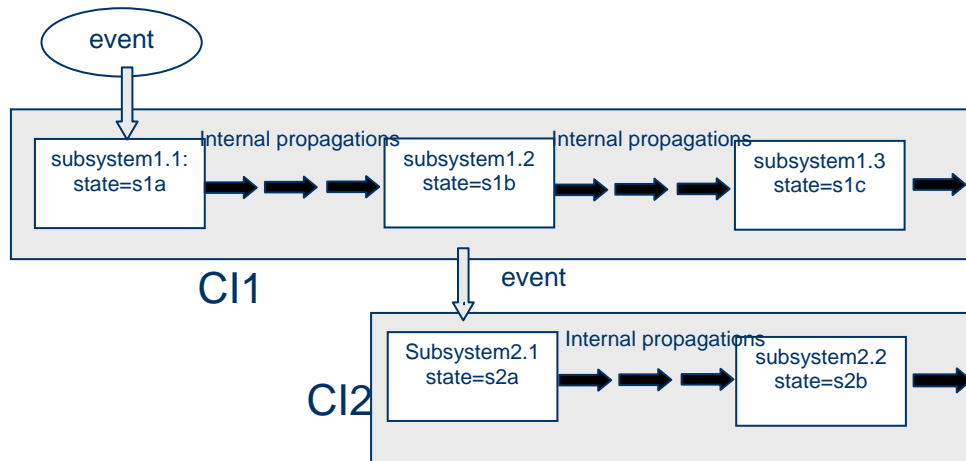 event
Internal propagations
Internal propagations
subsystem1.1:
state=s1a
subsystem1.2
state=s1b
subsystem1.3
state=s1c
CI1
event
Internal propagations
Subsystem2.1
state=s2a
subsystem2.2
state=s2b
CI2